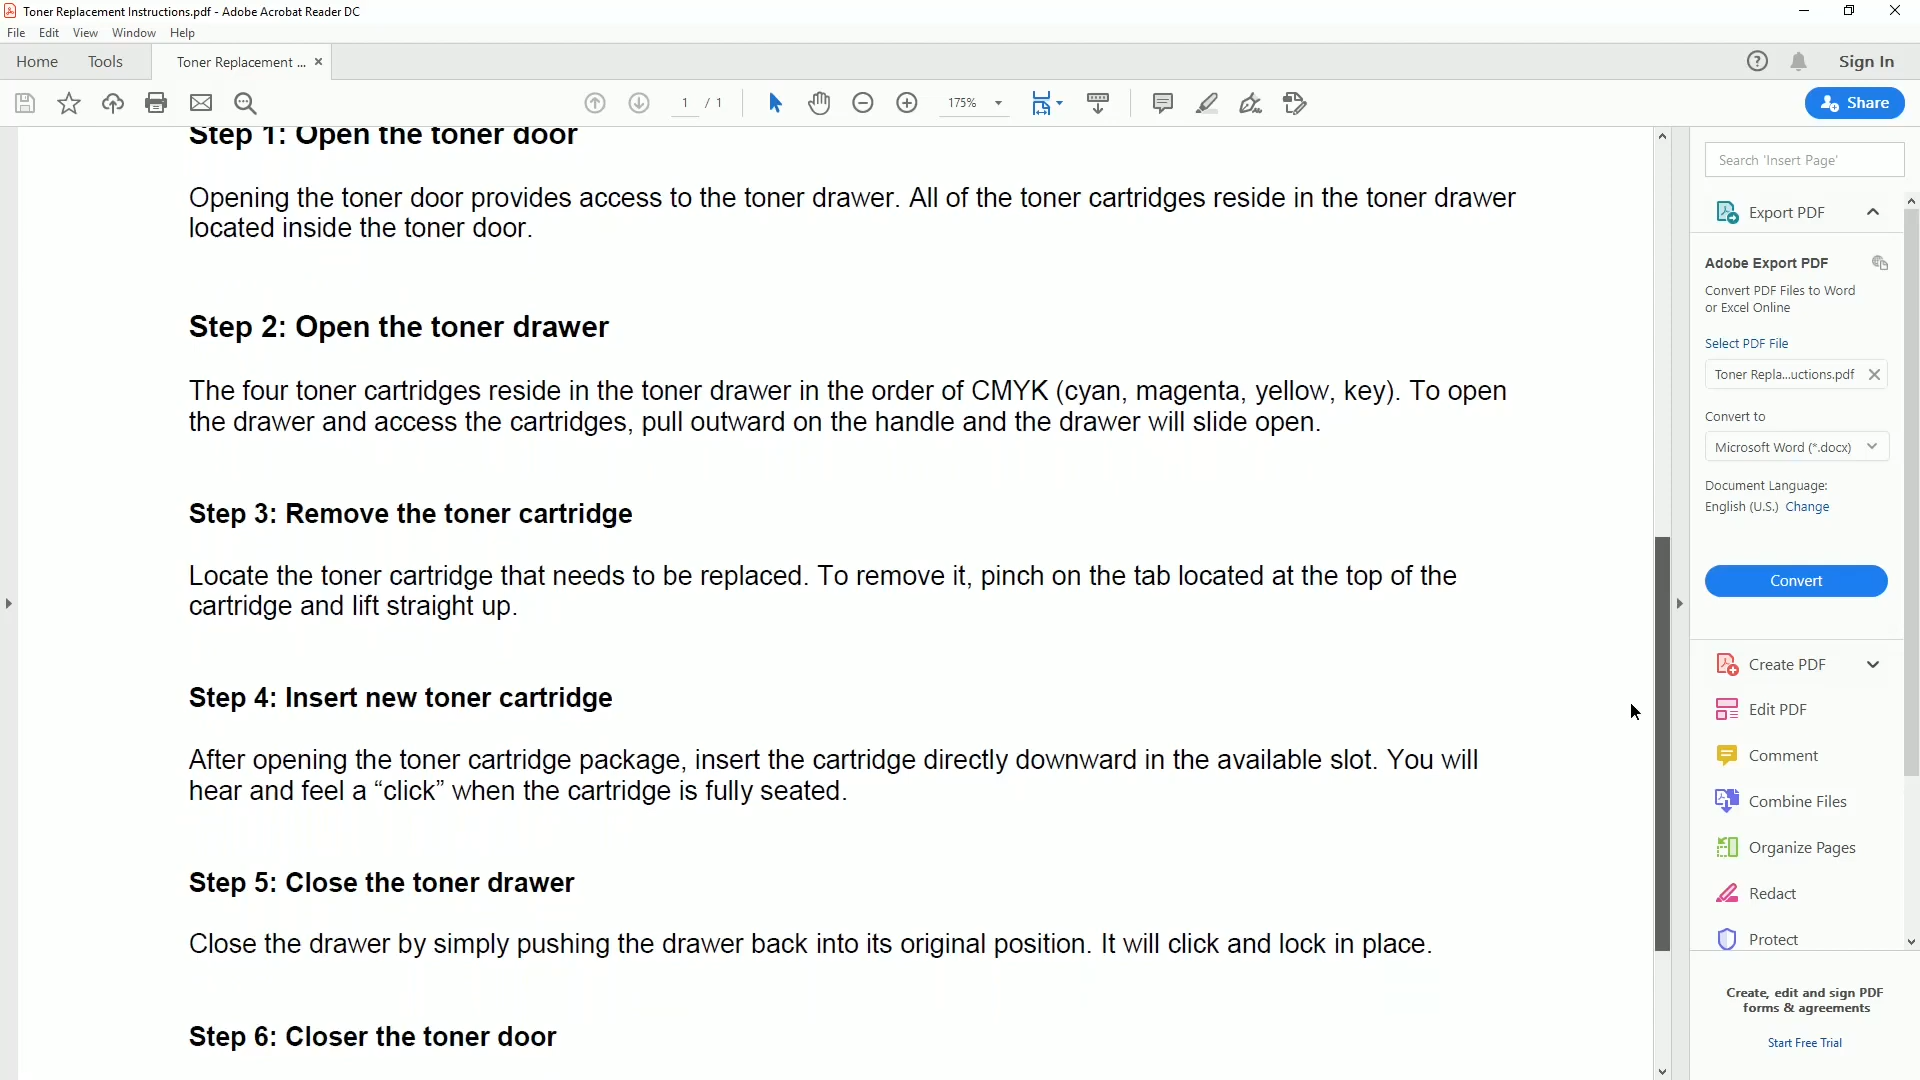 Toner Replacement Instructions.pdf - Adobe Acrobat Reader DC
File Edit View Window Help
Home Tools Toner Replacement ... × Sign In
1 / 1 175% Share
Step 1: Open the toner door
Opening the toner door provides access to the toner drawer. All of the toner cartridges reside in the toner drawer
located inside the toner door.
Step 2: Open the toner drawer
The four toner cartridges reside in the toner drawer in the order of CMYK (cyan, magenta, yellow, key). To open
the drawer and access the cartridges, pull outward on the handle and the drawer will slide open.
Step 3: Remove the toner cartridge
Locate the toner cartridge that needs to be replaced. To remove it, pinch on the tab located at the top of the
cartridge and lift straight up.
Step 4: Insert new toner cartridge
After opening the toner cartridge package, insert the cartridge directly downward in the available slot. You will
hear and feel a “click” when the cartridge is fully seated.
Step 5: Close the toner drawer
Close the drawer by simply pushing the drawer back into its original position. It will click and lock in place.
Step 6: Closer the toner door
Search 'Insert Page'
Export PDF
Adobe Export PDF
Convert PDF Files to Word
or Excel Online
Select PDF File
Toner Repla...uctions.pdf
Convert to
Microsoft Word (*.docx)
Document Language:
English (U.S.) Change
Convert
Create PDF
Edit PDF
Comment
Combine Files
Organize Pages
Redact
Protect
Create, edit and sign PDF
forms & agreements
Start Free Trial